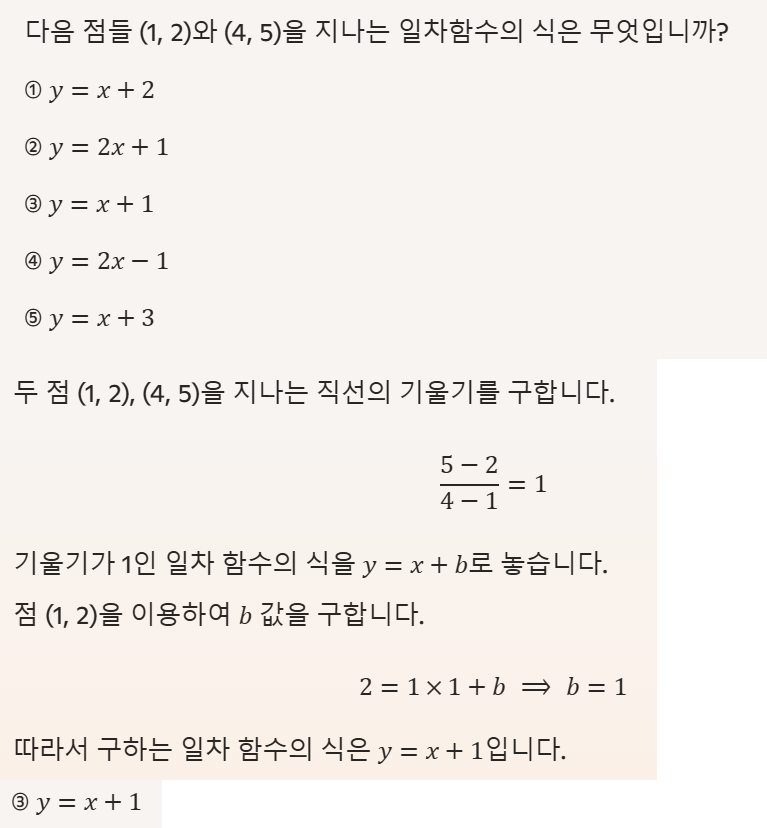 다음 점들 (1, 2)와 (4, 5)을 지나는 일차함수의 식은 무엇입니까?
① y = x + 2
② y = 2x + 1
③ y = x + 1
④ y = 2x − 1
⑤ y = x + 3
두 점 (1, 2), (4, 5)을 지나는 직선의 기울기를 구합니다.
\frac{5 − 2}{4 − 1} = 1
기울기가 1인 일차 함수의 식을 y = x + b로 놓습니다.
점 (1, 2)을 이용하여 b 값을 구합니다.
2 = 1 × 1 + b ⟹ b = 1
따라서 구하는 일차 함수의 식은 y = x + 1입니다.
③ y = x + 1